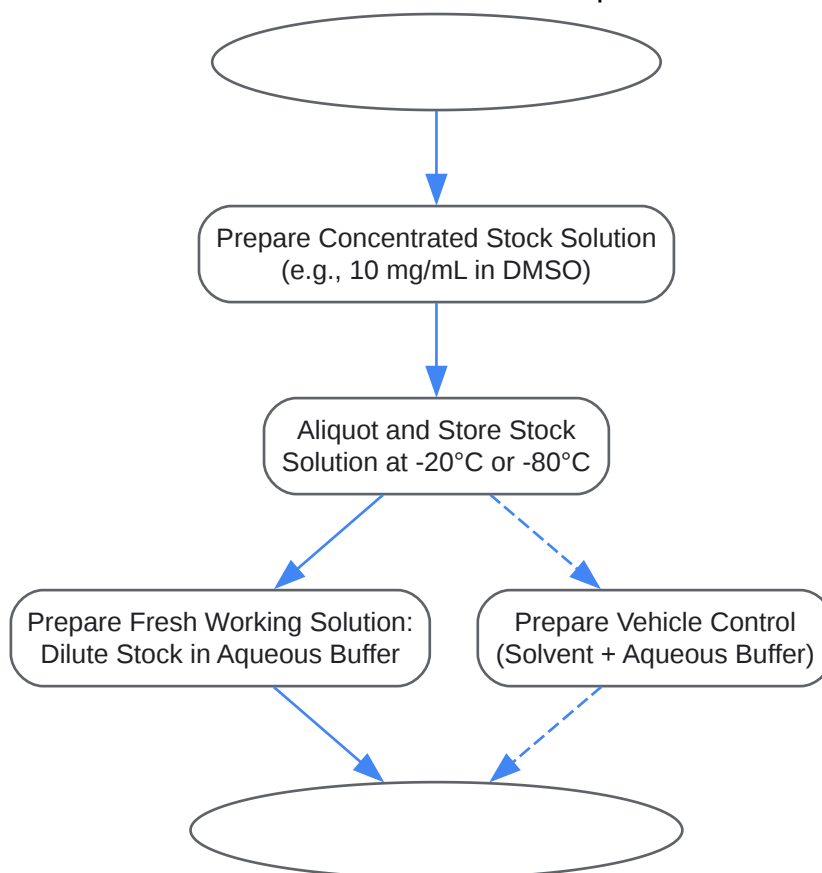 Prepare Concentrated Stock Solution
(e.g., 10 mg/mL in DMSO)
Aliquot and Store Stock
Solution at -20°C or -80°C
Prepare Fresh Working Solution:
Dilute Stock in Aqueous Buffer
Prepare Vehicle Control
(Solvent + Aqueous Buffer)